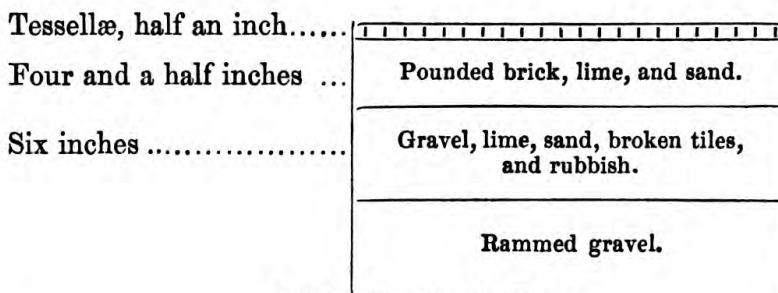 Tessellæ, half an inch......
Four and a half inches ...
Pounded brick, lime, and sand.
Six inches ...................
Gravel, lime, sand, broken tiles,
and rubbish.
Rammed gravel.